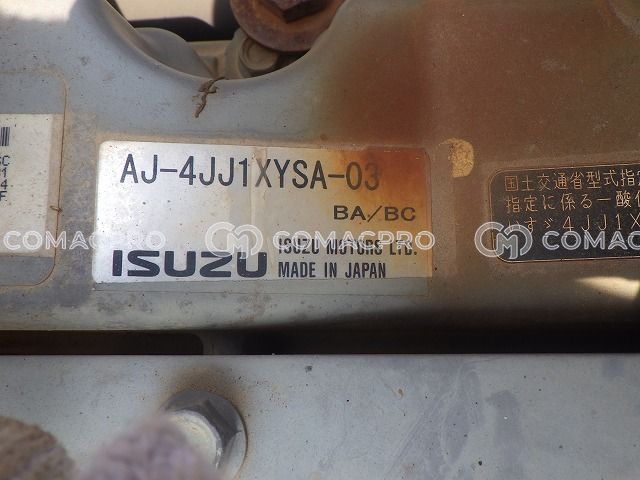 AJ-4JJ1XYSA-03
BA/BC
ISUZU
ISUZU MOTORS LTD.
MADE IN JAPAN
国土交通省型式指定
指定に係る一酸化
いすゞ4JJ1X
COMACPRO
COMACPRO
COMACPRO